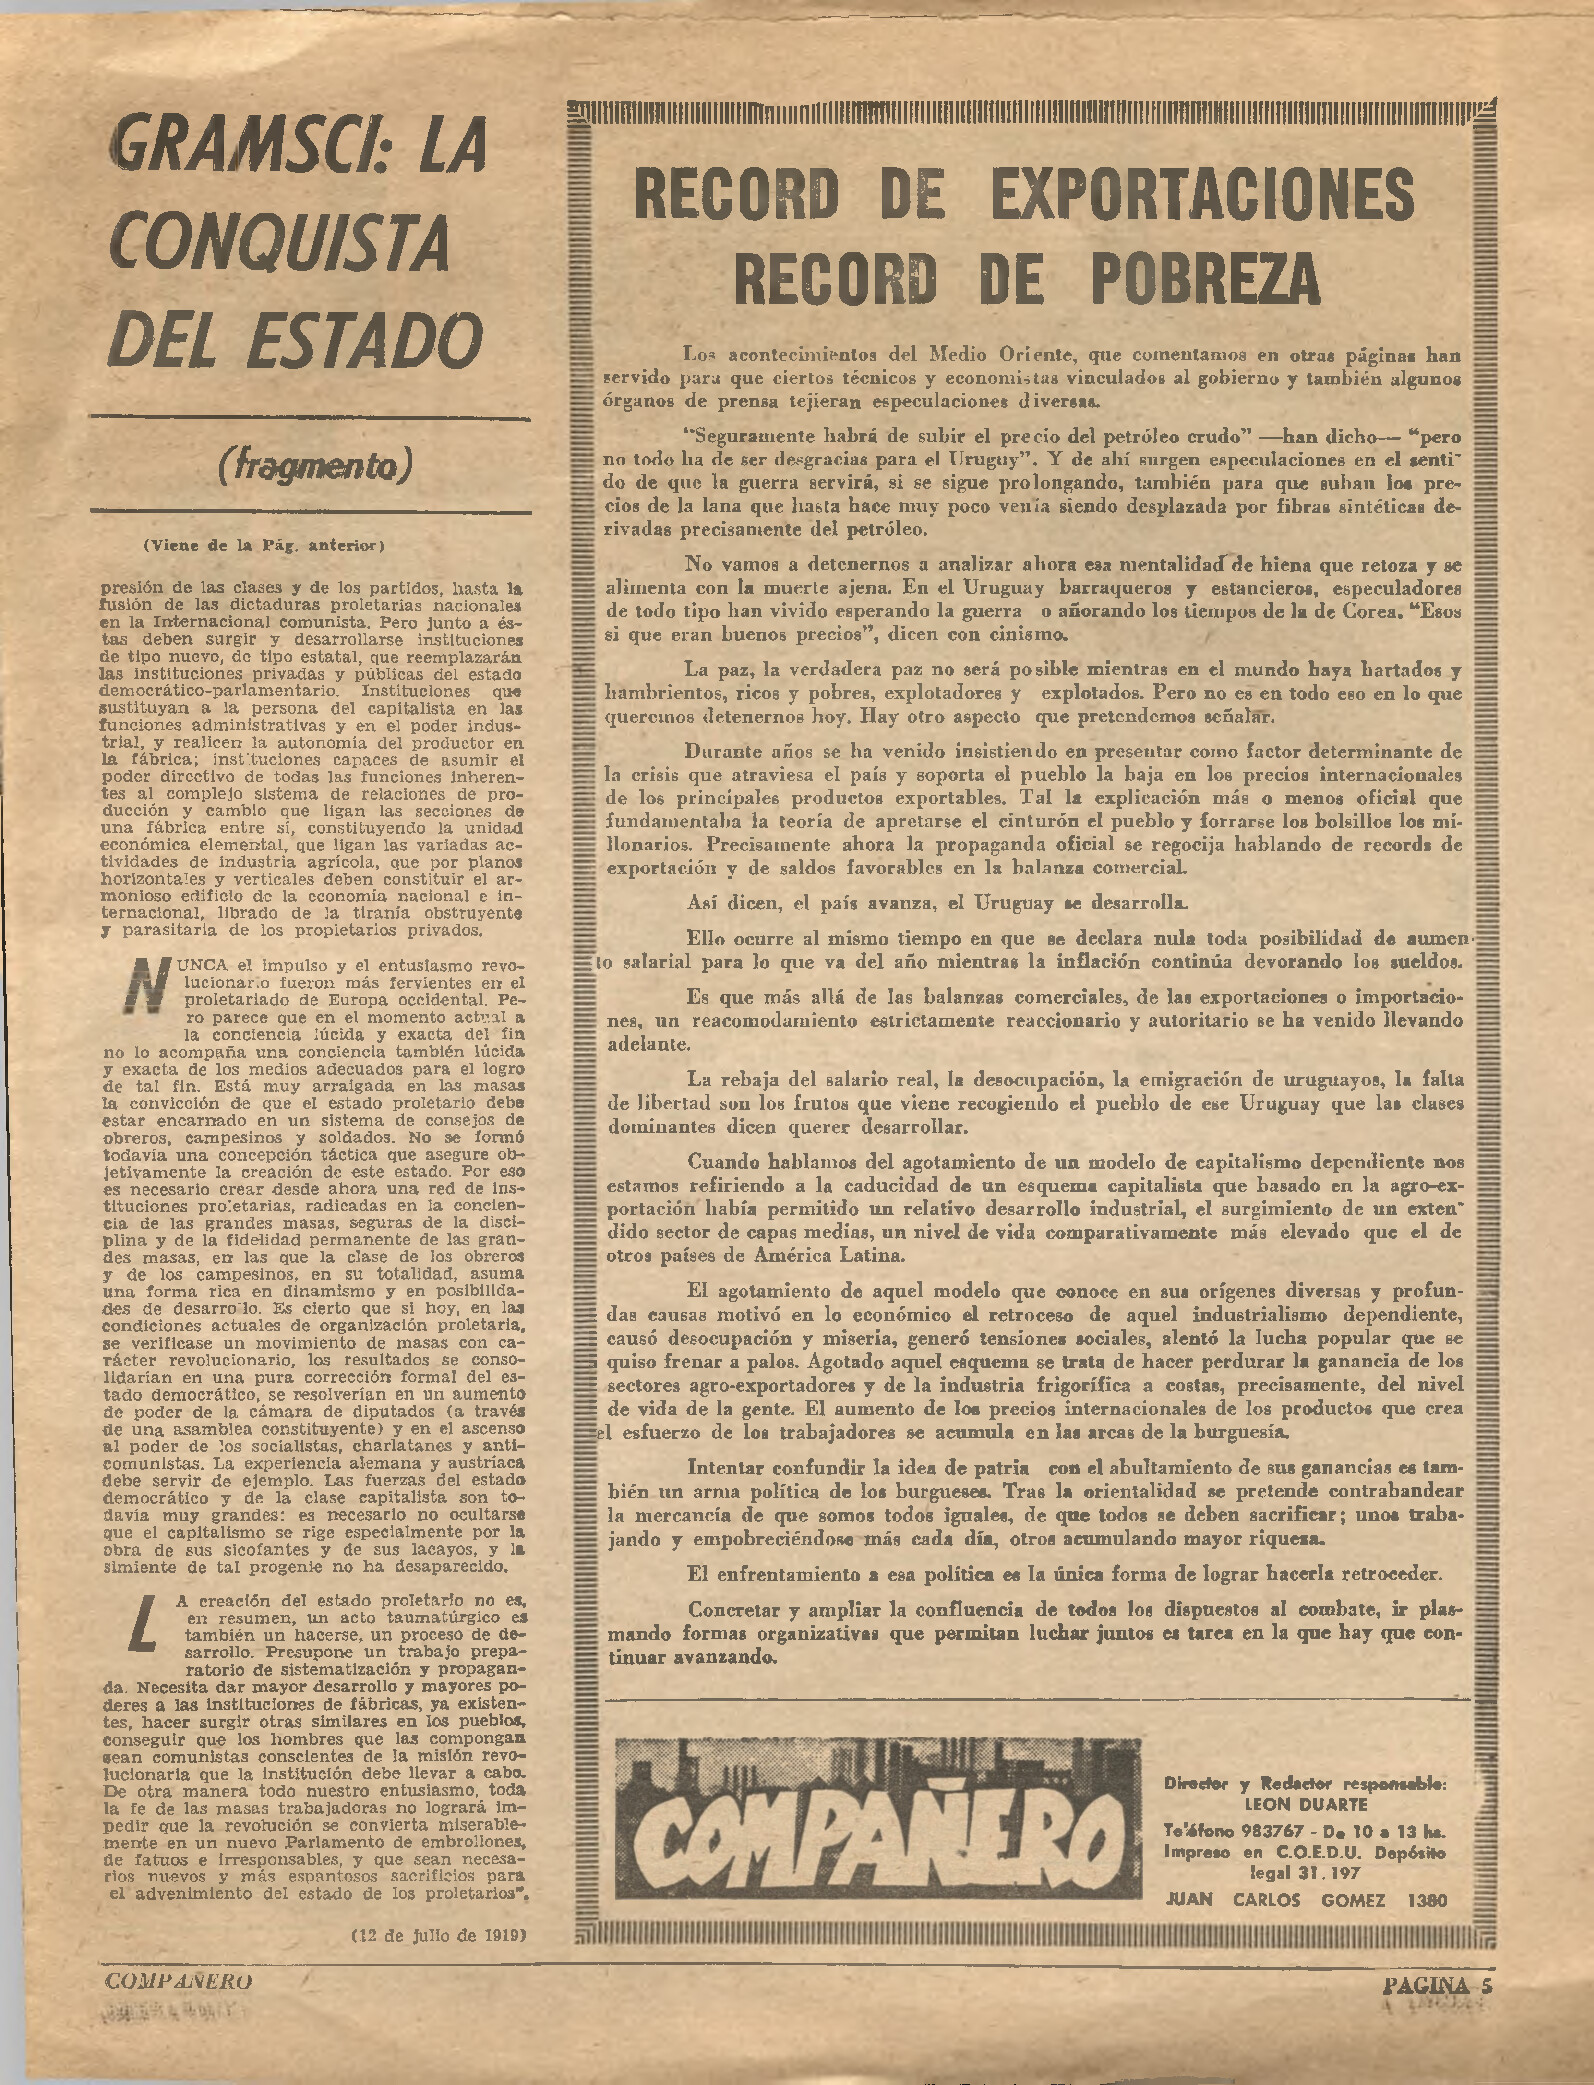 GRAMSCI: LA
CONQUISTA
DEL ESTADO
(fragmento)
(Viene de la Pág. anterior)
presión de las clases y de los partidos, hasta la
fusión de las dictaduras proletarias nacionales
en la Internacional comunista. Pero junto a és-
tas deben surgir y desarrollarse instituciones
de tipo nuevo, de tipo estatal, que reemplazarán
las instituciones privadas y públicas del estado
democrático-parlamentario. Instituciones que
sustituyan a la persona del capitalista en las
funciones administrativas y en el poder indus-
trial, y realicen la autonomía del productor en
la fábrica; instituciones capaces de asumir el
poder directivo de todas las funciones inheren-
tes al complejo sistema de relaciones de pro-
ducción y cambio que ligan las secciones de
una fábrica entre sí, constituyendo la unidad
económica elemental, que ligan las variadas ac-
tividades de industria agrícola, que por planos
horizontales y verticales deben constituir el ar-
monioso edificio de la economía nacional e in-
ternacional, librado de la tiranía obstruyente
y parasitaria de los propietarios privados.
NUNCA el impulso y el entusiasmo revo-
lucionario fueron más fervientes en el
proletariado de Europa occidental. Pe-
ro parece que en el momento actual a
la conciencia lúcida y exacta del fin
no lo acompaña una conciencia también lúcida
y exacta de los medios adecuados para el logro
de tal fin. Está muy arraigada en las masas
la convicción de que el estado proletario debe
estar encarnado en un sistema de consejos de
obreros, campesinos y soldados. No se formó
todavía una concepción táctica que asegure ob-
jetivamente la creación de este estado. Por eso
es necesario crear desde ahora una red de ins-
tituciones proletarias, radicadas en la concien-
cia de las grandes masas, seguras de la disci-
plina y de la fidelidad permanente de las gran-
des masas, en las que la clase de los obreros
y de los campesinos, en su totalidad, asuma
una forma rica en dinamismo y en posibilida-
des de desarrollo. Es cierto que si hoy, en las
condiciones actuales de organización proletaria,
se verificase un movimiento de masas con ca-
rácter revolucionario, los resultados se conso-
lidarían en una pura corrección formal del es-
tado democrático, se resolverían en un aumento
de poder de la cámara de diputados (a través
de una asamblea constituyente) y en el ascenso
al poder de los socialistas, charlatanes y anti-
comunistas. La experiencia alemana y austríaca
debe servir de ejemplo. Las fuerzas del estado
democrático y de la clase capitalista son to-
davía muy grandes: es necesario no ocultarse
que el capitalismo se rige especialmente por la
obra de sus sicofantes y de sus lacayos, y la
simiente de tal progenie no ha desaparecido.
LA creación del estado proletario no es,
en resumen, un acto taumatúrgico es
también un hacerse, un proceso de de-
sarrollo. Presupone un trabajo prepa-
ratorio de sistematización y propagan-
da. Necesita dar mayor desarrollo y mayores po-
deres a las instituciones de fábricas, ya existen-
tes, hacer surgir otras similares en los pueblos,
conseguir que los hombres que las compongan
sean comunistas conscientes de la misión revo-
lucionaria que la institución debe llevar a cabo.
De otra manera todo nuestro entusiasmo, toda
la fe de las masas trabajadoras no logrará im-
pedir que la revolución se convierta miserable-
mente en un nuevo Parlamento de embrollones,
de fatuos e irresponsables, y que sean necesa-
rios nuevos y más espantosos sacrificios para
el advenimiento del estado de los proletarios".
(12 de julio de 1919)
RECORD DE EXPORTACIONES
RECORD DE POBREZA
Los acontecimientos del Medio Oriente, que comentamos en otras páginas han
servido para que ciertos técnicos y economistas vinculados al gobierno y también algunos
órganos de prensa tejieran especulaciones diversas.
"Seguramente habrá de subir el precio del petróleo crudo" —han dicho— "pero
no todo ha de ser desgracias para el Uruguay". Y de ahí surgen especulaciones en el senti-
do de que la guerra servirá, si se sigue prolongando, también para que suban los pre-
cios de la lana que hasta hace muy poco venía siendo desplazada por fibras sintéticas de-
rivadas precisamente del petróleo.
No vamos a detenernos a analizar ahora esa mentalidad de hiena que retoza y se
alimenta con la muerte ajena. En el Uruguay barraqueros y estancieros, especuladores
de todo tipo han vivido esperando la guerra o añorando los tiempos de la de Corea. "Esos
si que eran buenos precios", dicen con cinismo.
La paz, la verdadera paz no será posible mientras en el mundo haya hartados y
hambrientos, ricos y pobres, explotadores y explotados. Pero no es en todo eso en lo que
queremos detenernos hoy. Hay otro aspecto que pretendemos señalar.
Durante años se ha venido insistiendo en presentar como factor determinante de
la crisis que atraviesa el país y soporta el pueblo la baja en los precios internacionales
de los principales productos exportables. Tal la explicación más o menos oficial que
fundamentaba la teoría de apretarse el cinturón el pueblo y forrarse los bolsillos los mi-
llonarios. Precisamente ahora la propaganda oficial se regocija hablando de records de
exportación y de saldos favorables en la balanza comercial.
Así dicen, el país avanza, el Uruguay se desarrolla.
Ello ocurre al mismo tiempo en que se declara nula toda posibilidad de aumen-
to salarial para lo que va del año mientras la inflación continúa devorando los sueldos.
Es que más allá de las balanzas comerciales, de las exportaciones o importacio-
nes, un reacomodamiento estrictamente reaccionario y autoritario se ha venido llevando
adelante.
La rebaja del salario real, la desocupación, la emigración de uruguayos, la falta
de libertad son los frutos que viene recogiendo el pueblo de ese Uruguay que las clases
dominantes dicen querer desarrollar.
Cuando hablamos del agotamiento de un modelo de capitalismo dependiente nos
estamos refiriendo a la caducidad de un esquema capitalista que basado en la agro-ex-
portación había permitido un relativo desarrollo industrial, el surgimiento de un exten-
dido sector de capas medias, un nivel de vida comparativamente más elevado que el de
otros países de América Latina.
El agotamiento de aquel modelo que conoce en sus orígenes diversas y profun-
das causas motivó en lo económico el retroceso de aquel industrialismo dependiente,
causó desocupación y miseria, generó tensiones sociales, alentó la lucha popular que se
quiso frenar a palos. Agotado aquel esquema se trata de hacer perdurar la ganancia de los
sectores agro-exportadores y de la industria frigorífica a costas, precisamente, del nivel
de vida de la gente. El aumento de los precios internacionales de los productos que crea
el esfuerzo de los trabajadores se acumula en las arcas de la burguesía.
Intentar confundir la idea de patria con el abultamiento de sus ganancias es tam-
bién un arma política de los burgueses. Tras la orientalidad se pretende contrabandear
la mercancía de que somos todos iguales, de que todos se deben sacrificar; unos traba-
jando y empobreciéndose más cada día, otros acumulando mayor riqueza.
El enfrentamiento a esa política es la única forma de lograr hacerla retroceder.
Concretar y ampliar la confluencia de todos los dispuestos al combate, ir plas-
mando formas organizativas que permitan luchar juntos es tarea en la que hay que con-
tinuar avanzando.
COMPAÑERO
Director y Redactor responsable:
LEON DUARTE
Teléfono 983767 - De 10 a 13 hs.
Impreso en C.O.E.D.U. Depósito
legal 31.197
JUAN CARLOS GOMEZ 1380
COMPAÑERO
PAGINA 5